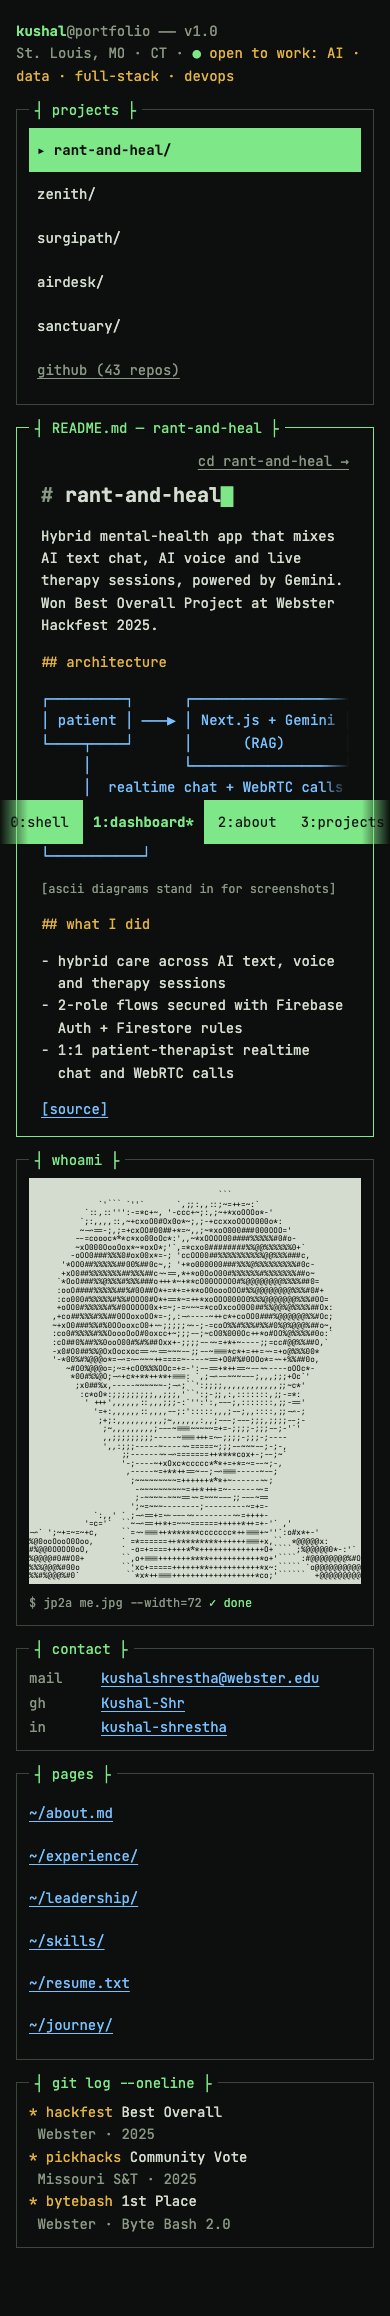 kushal@portfolio —— v1.0
St. Louis, MO · CT · ● open to work: AI ·
data · full-stack · devops
projects
▸ rant-and-heal/
zenith/
surgipath/
airdesk/
sanctuary/
github (43 repos)
README.md — rant-and-heal
cd rant-and-heal →
# rant-and-heal
Hybrid mental-health app that mixes
AI text chat, AI voice and live
therapy sessions, powered by Gemini.
Won Best Overall Project at Webster
Hackfest 2025.
## architecture
patient ──▶ Next.js + Gemini
(RAG)
realtime chat + WebRTC calls
0:shell 1:dashboard* 2:about 3:projects
[ascii diagrams stand in for screenshots]
## what I did
- hybrid care across AI text, voice
and therapy sessions
- 2-role flows secured with Firebase
Auth + Firestore rules
- 1:1 patient-therapist realtime
chat and WebRTC calls
[source]
whoami
$ jp2a me.jpg --width=72 ✓ done
contact
mail kushalshrestha@webster.edu
gh Kushal-Shr
in kushal-shrestha
pages
~/about.md
~/experience/
~/leadership/
~/skills/
~/resume.txt
~/journey/
git log --oneline
* hackfest Best Overall
Webster · 2025
* pickhacks Community Vote
Missouri S&T · 2025
* bytebash 1st Place
Webster · Byte Bash 2.0